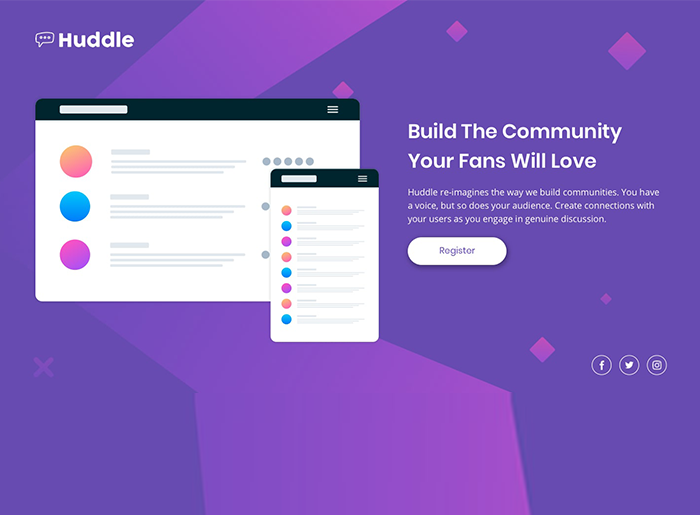 Huddle
Build The Community
Your Fans Will Love
Huddle re-imagines the way we build communities. You have
a voice, but so does your audience. Create connections with
your users as you engage in genuine discussion.
Register